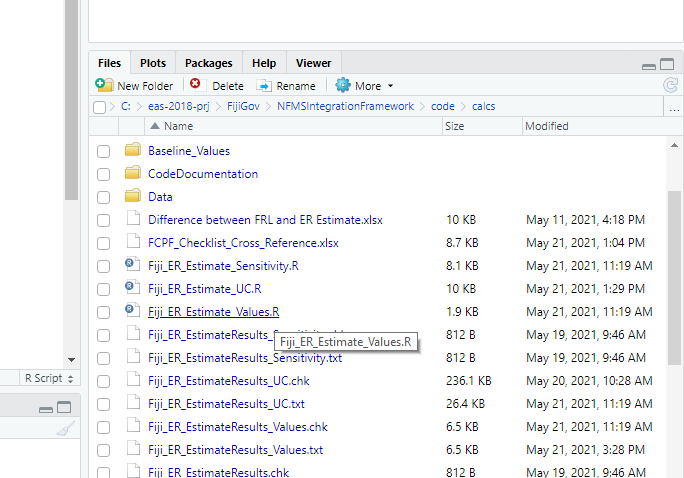 Files Plots Packages Help Viewer
New Folder Delete Rename More
C: eas-2018-prj FijiGov NFMSIntegrationFramework code calcs ...
Name Size Modified
Baseline_Values
CodeDocumentation
Data
Difference between FRL and ER Estimate.xlsx 10 KB May 11, 2021, 4:18 PM
FCPF_Checklist_Cross_Reference.xlsx 8.7 KB May 21, 2021, 1:04 PM
Fiji_ER_Estimate_Sensitivity.R 8.1 KB May 21, 2021, 11:19 AM
Fiji_ER_Estimate_UC.R 10 KB May 21, 2021, 1:29 PM
Fiji_ER_Estimate_Values.R 1.9 KB May 21, 2021, 11:19 AM
812 B May 19, 2021, 9:46 AM
Fiji_ER_Estimate_Values.R
Fiji_ER_EstimateResults_Sensitivity.txt 812 B May 19, 2021, 9:46 AM
R Script
Fiji_ER_EstimateResults_UC.chk 236.1 KB May 20, 2021, 10:28 AM
Fiji_ER_EstimateResults_UC.txt 26.4 KB May 21, 2021, 11:19 AM
Fiji_ER_EstimateResults_Values.chk 6.5 KB May 21, 2021, 11:19 AM
Fiji_ER_EstimateResults_Values.txt 6.5 KB May 21, 2021, 3:28 PM
Fiji_ER_EstimateResults.chk 812 B May 19, 2021, 9:46 AM